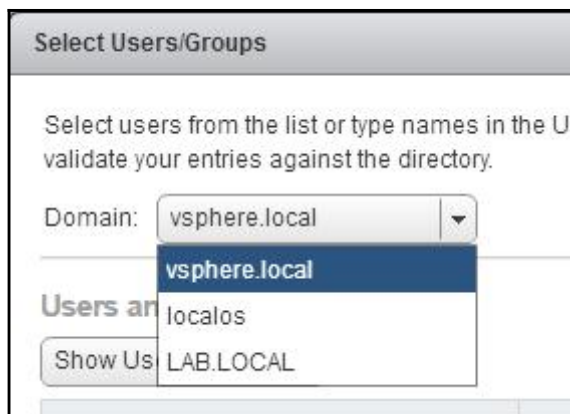 Select Users/Groups
Select users from the list or type names in the U
validate your entries against the directory.
Domain: vsphere.local
vsphere.local
Users an
localos
Show Us
LAB.LOCAL